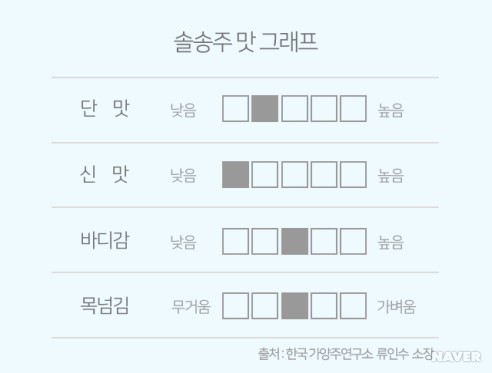 솔송주 맛 그래프
단 맛 낮음 높음
신 맛 낮음 높음
바디감 낮음 높음
목넘김 무거움 가벼움
출처 : 한국가양주연구소 류인수 소장
NAVER